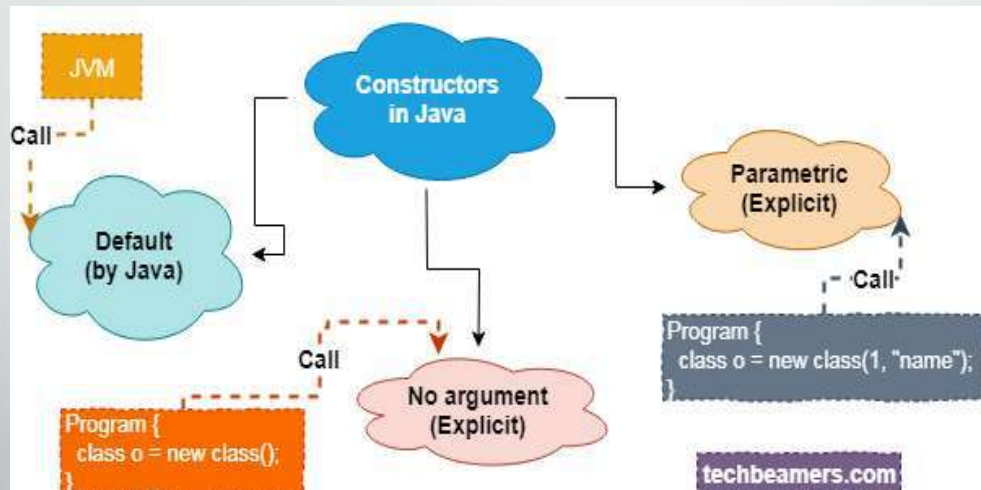 JVM
Constructors
in Java
Call
Parametric
(Explicit)
Default
(by Java)
Call
Program {
class o = new class(1, "name");
}
Call
No argument
(Explicit)
Program {
class o = new class();
}
techbeamers.com